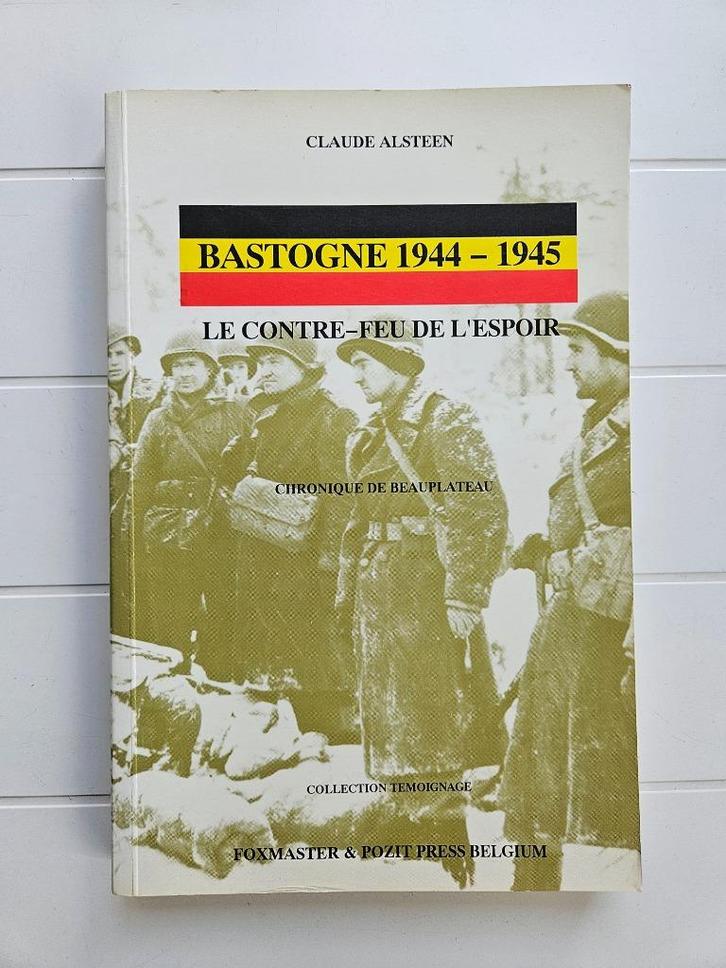 CLAUDE ALSTEEN
BASTOGNE 1944 – 1945
LE CONTRE–FEU DE L'ESPOIR
CHRONIQUE DE BEAUPLATEAU
COLLECTION TEMOIGNAGE
FOXMASTER & POZIT PRESS BELGIUM